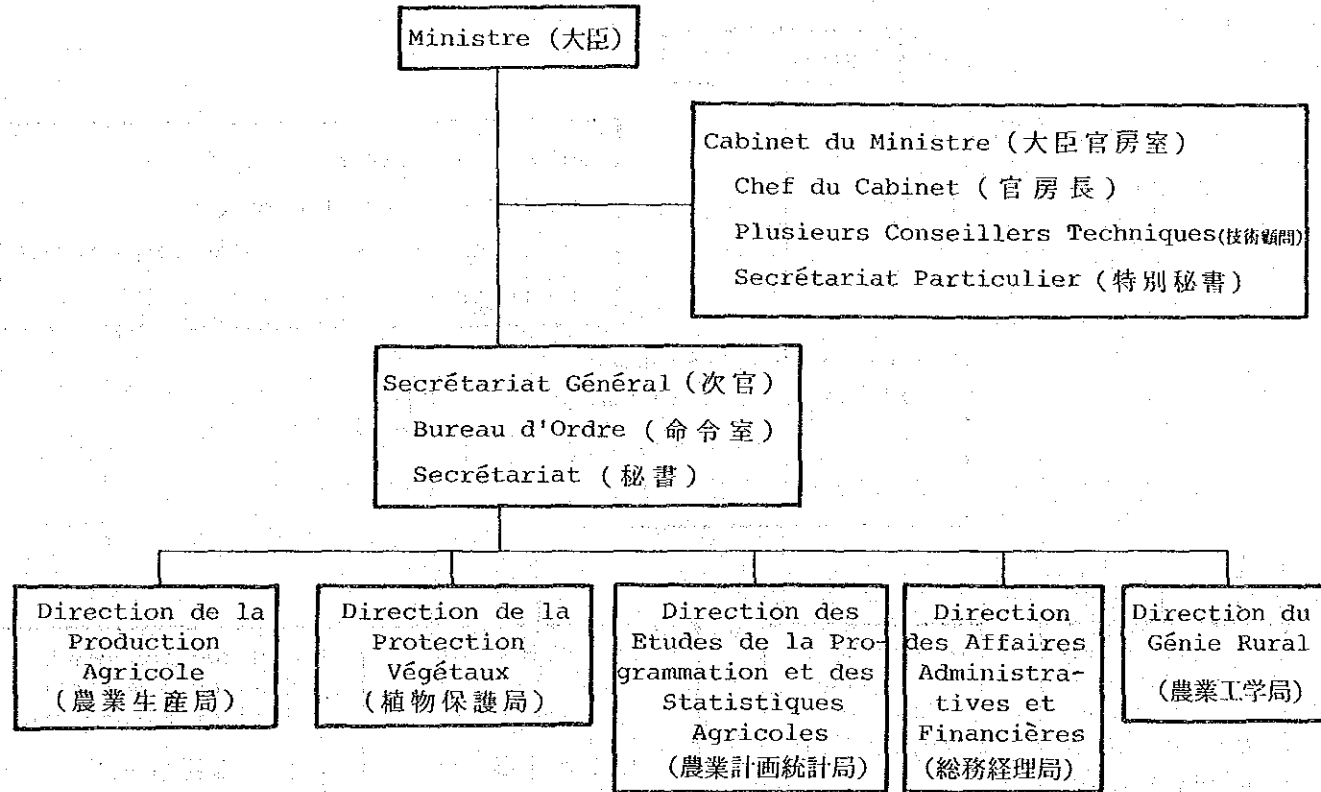 Ministre (大臣)
Cabinet du Ministre (大臣官房室)
Chef du Cabinet (官房長)
Plusieurs Conseillers Techniques(技術顧問)
Secrétariat Particulier (特別秘書)
Secrétariat Général (次官)
Bureau d'Ordre (命令室)
Secrétariat (秘書)
Direction de la
Production
Agricole
(農業生産局)
Direction de la
Protection
Végétaux
(植物保護局)
Direction des
Etudes de la Pro-
grammation et des
Statistiques
Agricoles
(農業計画統計局)
Direction
des Affaires
Administra-
tives et
Financières
(総務経理局)
Direction du
Génie Rural
(農業工学局)